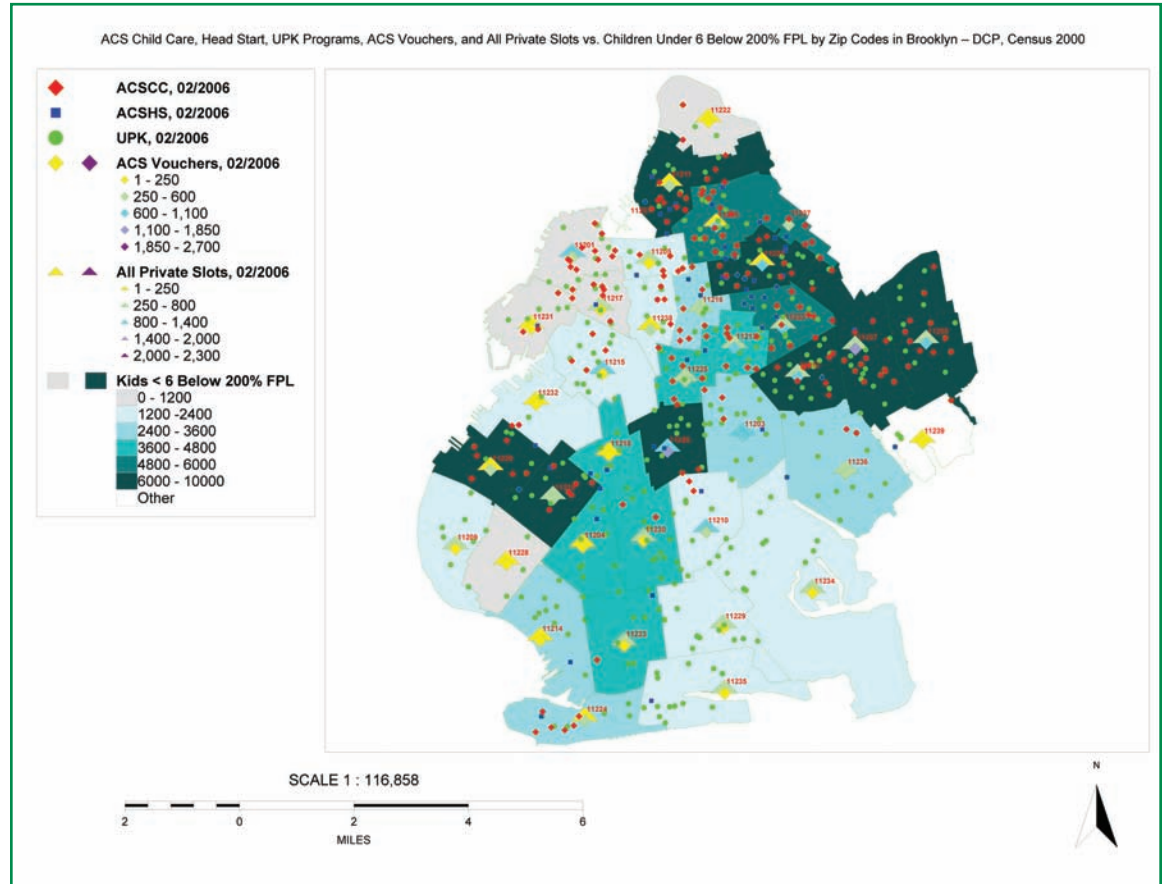 ACS Child Care, Head Start, UPK Programs, ACS Vouchers, and All Private Slots vs. Children Under 6 Below 200% FPL by Zip Codes in Brooklyn – DCP, Census 2000
ACSCC, 02/2006
ACSHS, 02/2006
UPK, 02/2006
ACS Vouchers, 02/2006
1 - 250
250 - 600
600 - 1,100
1,100 - 1,850
1,850 - 2,700
All Private Slots, 02/2006
1 - 250
250 - 800
800 - 1,400
1,400 - 2,000
2,000 - 2,300
Kids < 6 Below 200% FPL
0 - 1200
1200 -2400
2400 - 3600
3600 - 4800
4800 - 6000
6000 - 10000
Other
11222
11201
11217
11216
11231
11238
11215
11232
11203
11239
11218
11236
11209
11228
11204
11230
11210
11234
11214
11229
11235
11224
SCALE 1 : 116,858
2 0 2 4 6
MILES
N